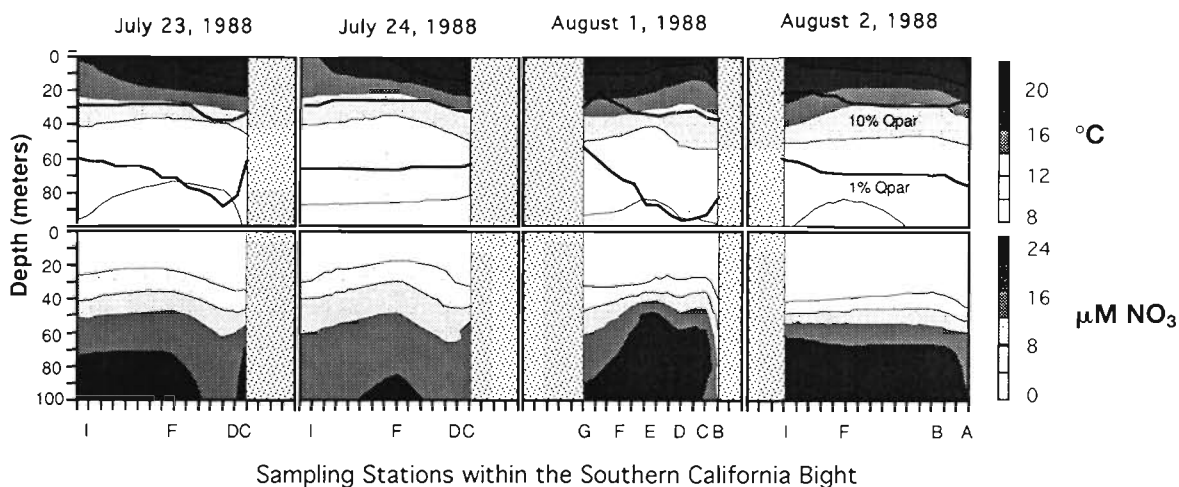 July 23, 1988
July 24, 1988
August 1, 1988
August 2, 1988
Depth (meters)
0
20
40
60
80
0
20
40
60
80
100
10% Qpar
1% Qpar
20
16
12
8
°C
24
16
8
0
µM NO3
I F DC
I F DC
G F E D C B
I F B A
Sampling Stations within the Southern California Bight